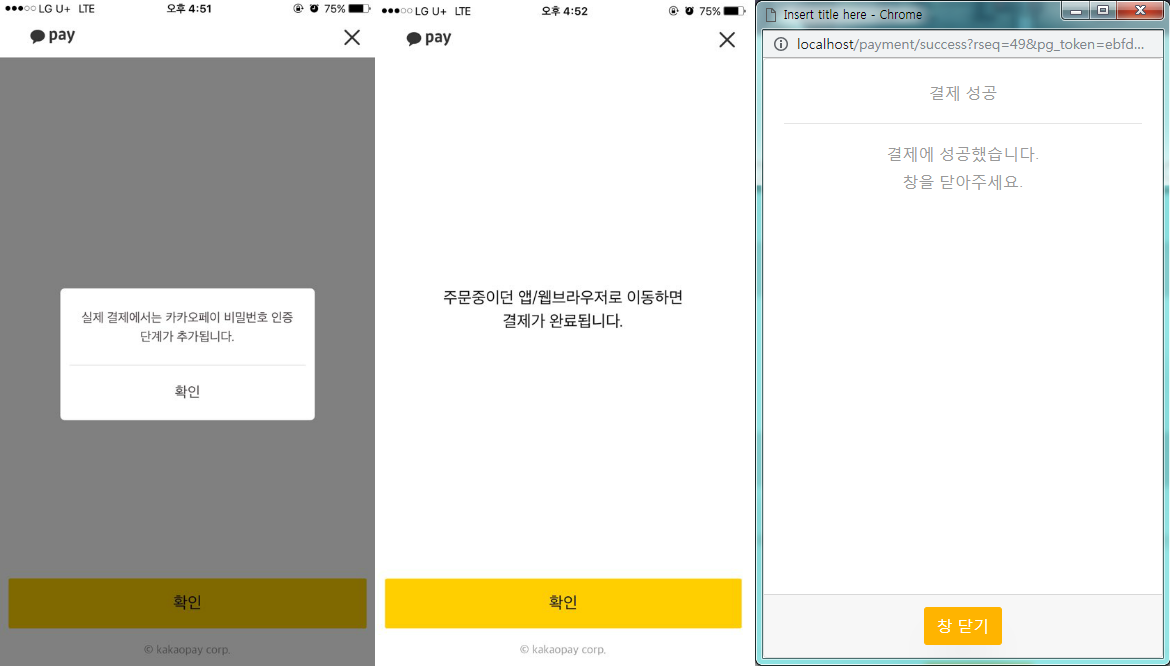 LG U+ LTE 오후 4:51 75%
pay
실제 결제에서는 카카오페이 비밀번호 인증
단계가 추가됩니다.
확인
확인
© kakaopay corp.
LG U+ LTE 오후 4:52 75%
pay
주문중이던 앱/웹브라우저로 이동하면
결제가 완료됩니다.
확인
© kakaopay corp.
Insert title here - Chrome
localhost/payment/success?rseq=49&pg_token=ebfd...
결제 성공
결제에 성공했습니다.
창을 닫아주세요.
창 닫기